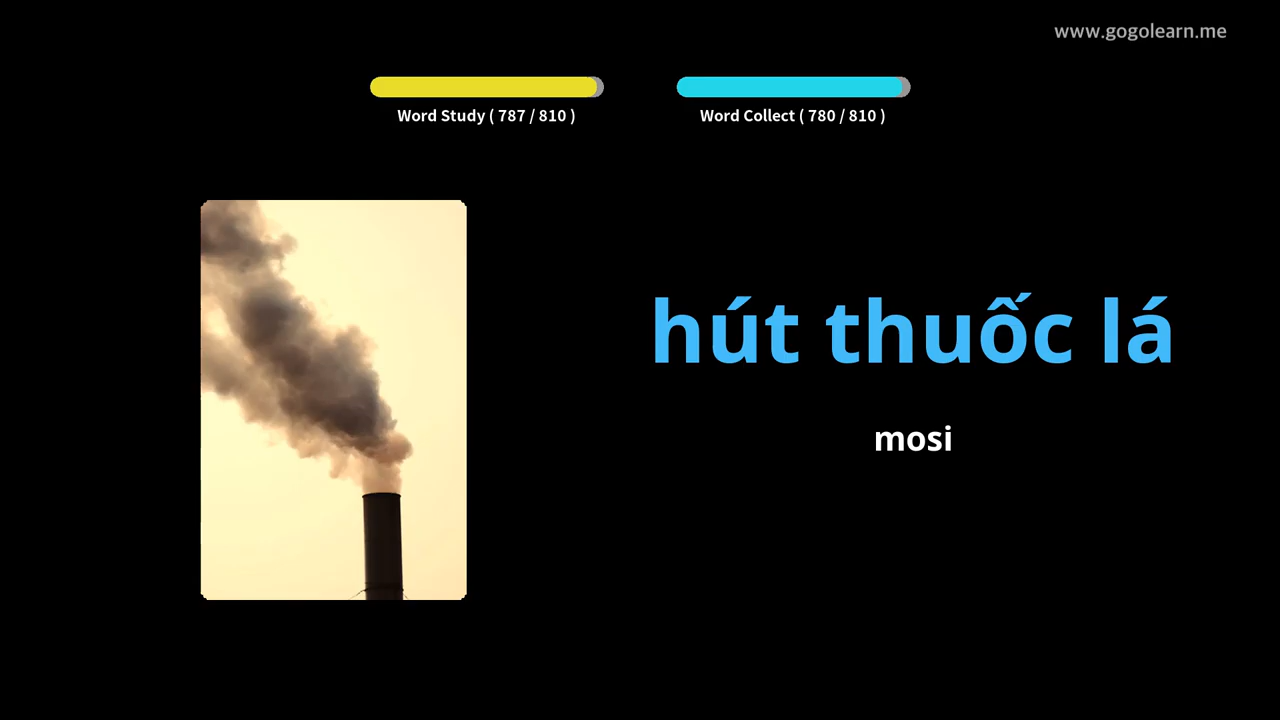 www.gogolearn.me
Word Study ( 787 / 810 )
Word Collect ( 780 / 810 )
hút thuốc lá
mosi